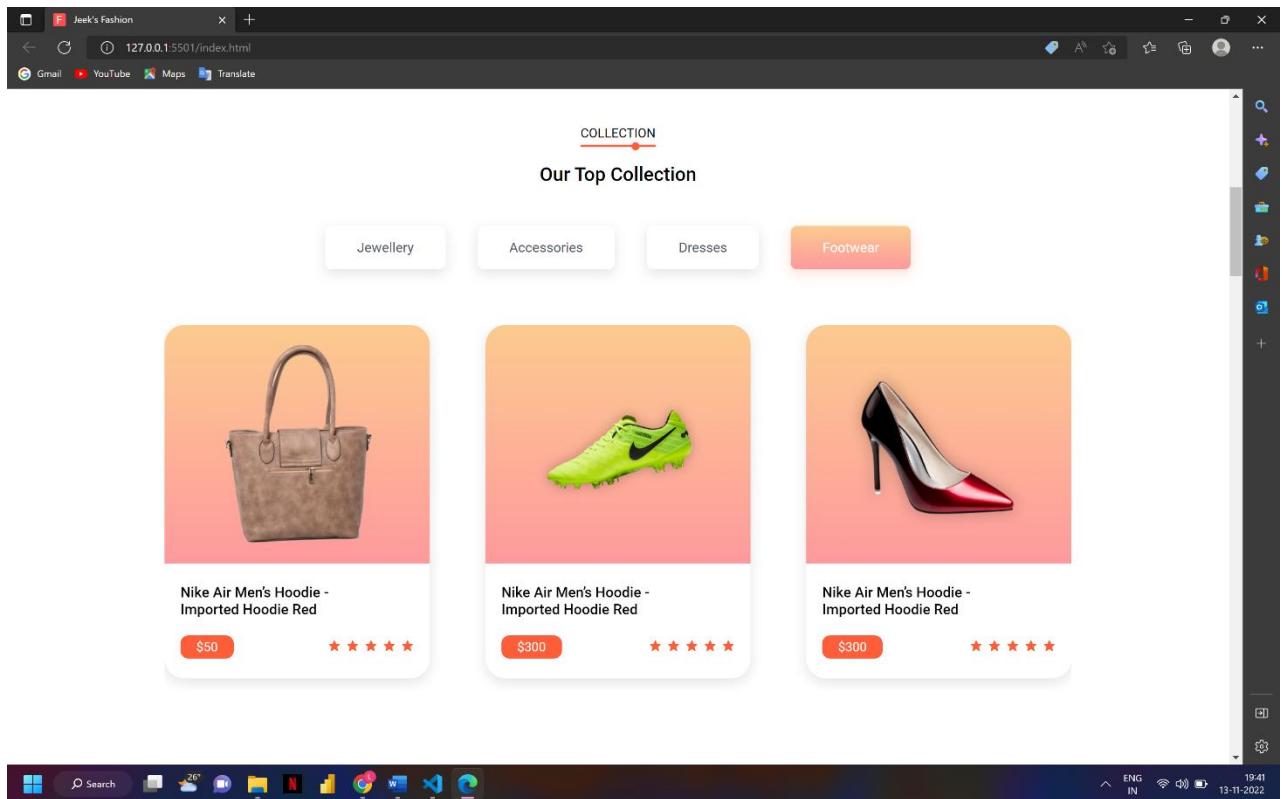 Jeek's Fashion
127.0.0.1:5501/index.html
Gmail YouTube Maps Translate
COLLECTION
Our Top Collection
Jewellery Accessories Dresses Footwear
Nike Air Men's Hoodie - Nike Air Men's Hoodie - Nike Air Men's Hoodie -
Imported Hoodie Red Imported Hoodie Red Imported Hoodie Red
$50 $300 $300
Search 26° ENG 19:41
IN 13-11-2022